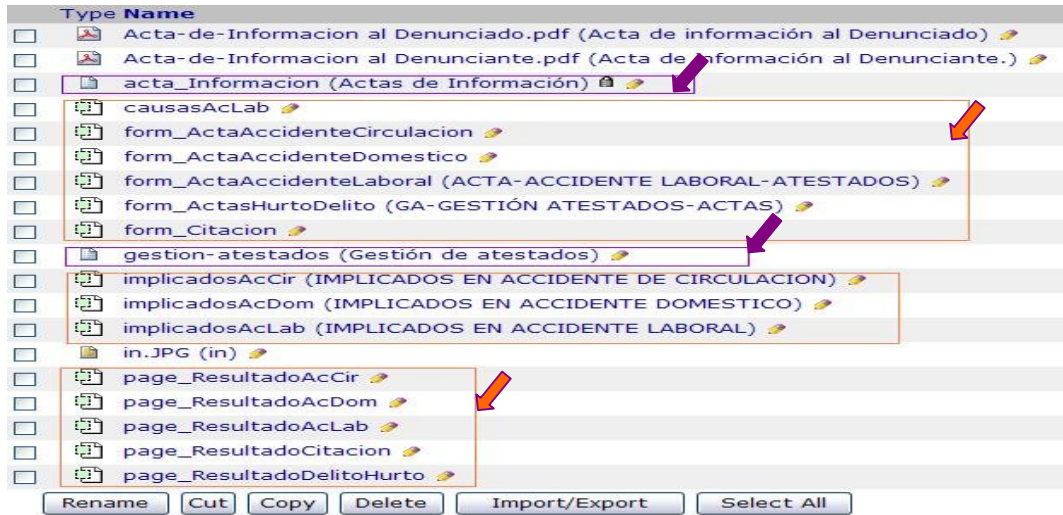 Type Name
Acta-de-Informacion al Denunciado.pdf (Acta de información al Denunciado)
Acta-de-Informacion al Denunciante.pdf (Acta de información al Denunciante.)
acta_Informacion (Actas de Información)
causasAcLab
form_ActaAccidenteCirculacion
form_ActaAccidenteDomestico
form_ActaAccidenteLaboral (ACTA-ACCIDENTE LABORAL-ATESTADOS)
form_ActasHurtoDelito (GA-GESTIÓN ATESTADOS-ACTAS)
form_Citacion
gestion-atestados (Gestión de atestados)
implicadosAcCir (IMPLICADOS EN ACCIDENTE DE CIRCULACION)
implicadosAcDom (IMPLICADOS EN ACCIDENTE DOMESTICO)
implicadosAcLab (IMPLICADOS EN ACCIDENTE LABORAL)
in.JPG (in)
page_ResultadoAcCir
page_ResultadoAcDom
page_ResultadoAcLab
page_ResultadoCitacion
page_ResultadoDelitoHurto
Rename Cut Copy Delete Import/Export Select All